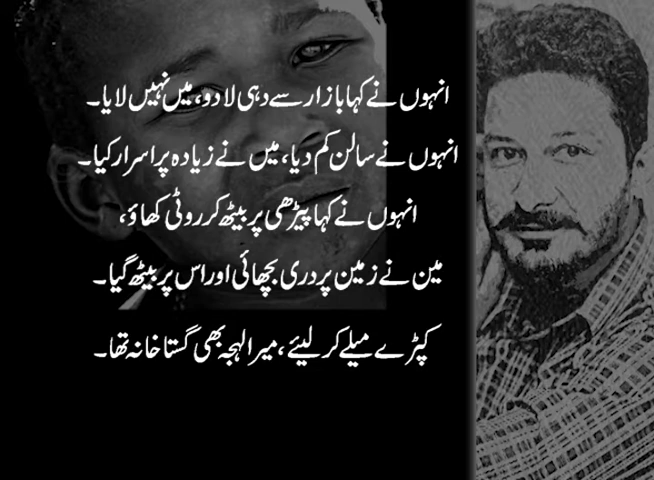 انہوں نے کہا بازار سے دہی لا دو، میں نہیں لایا۔
انہوں نے سالن کم دیا، میں نے زیادہ پر اسرار کیا۔
انہوں نے کہا پیڑھی پر بیٹھ کر روٹی کھاؤ،
مین نے زمین پر دری بچھائی اور اس پر بیٹھ گیا۔
کپڑے میلے کر لیئے، میرا لہجہ بھی گستاخانہ تھا۔